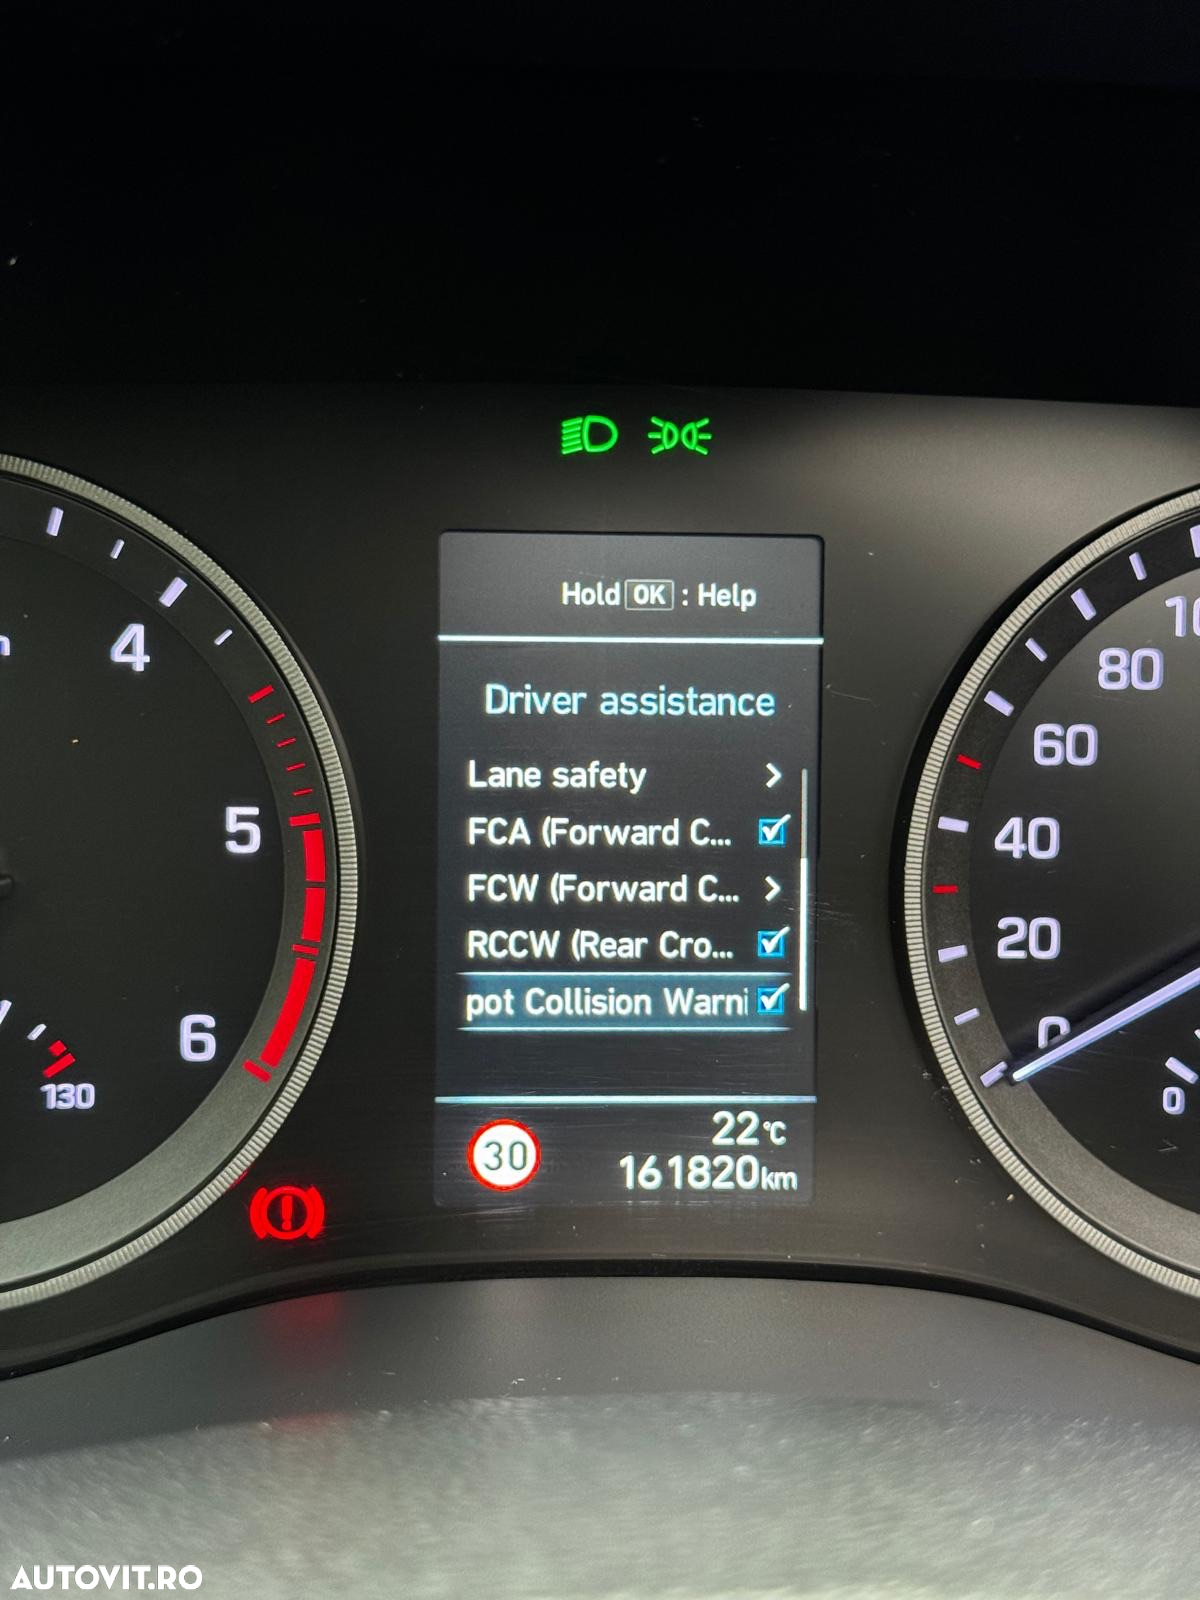 Hold OK : Help
Driver assistance
Lane safety >
FCA (Forward C...
FCW (Forward C... >
RCCW (Rear Cro...
pot Collision Warni
30
22°C
161820km
4
5
6
130
80
60
40
20
0
0
AUTOVIT.RO